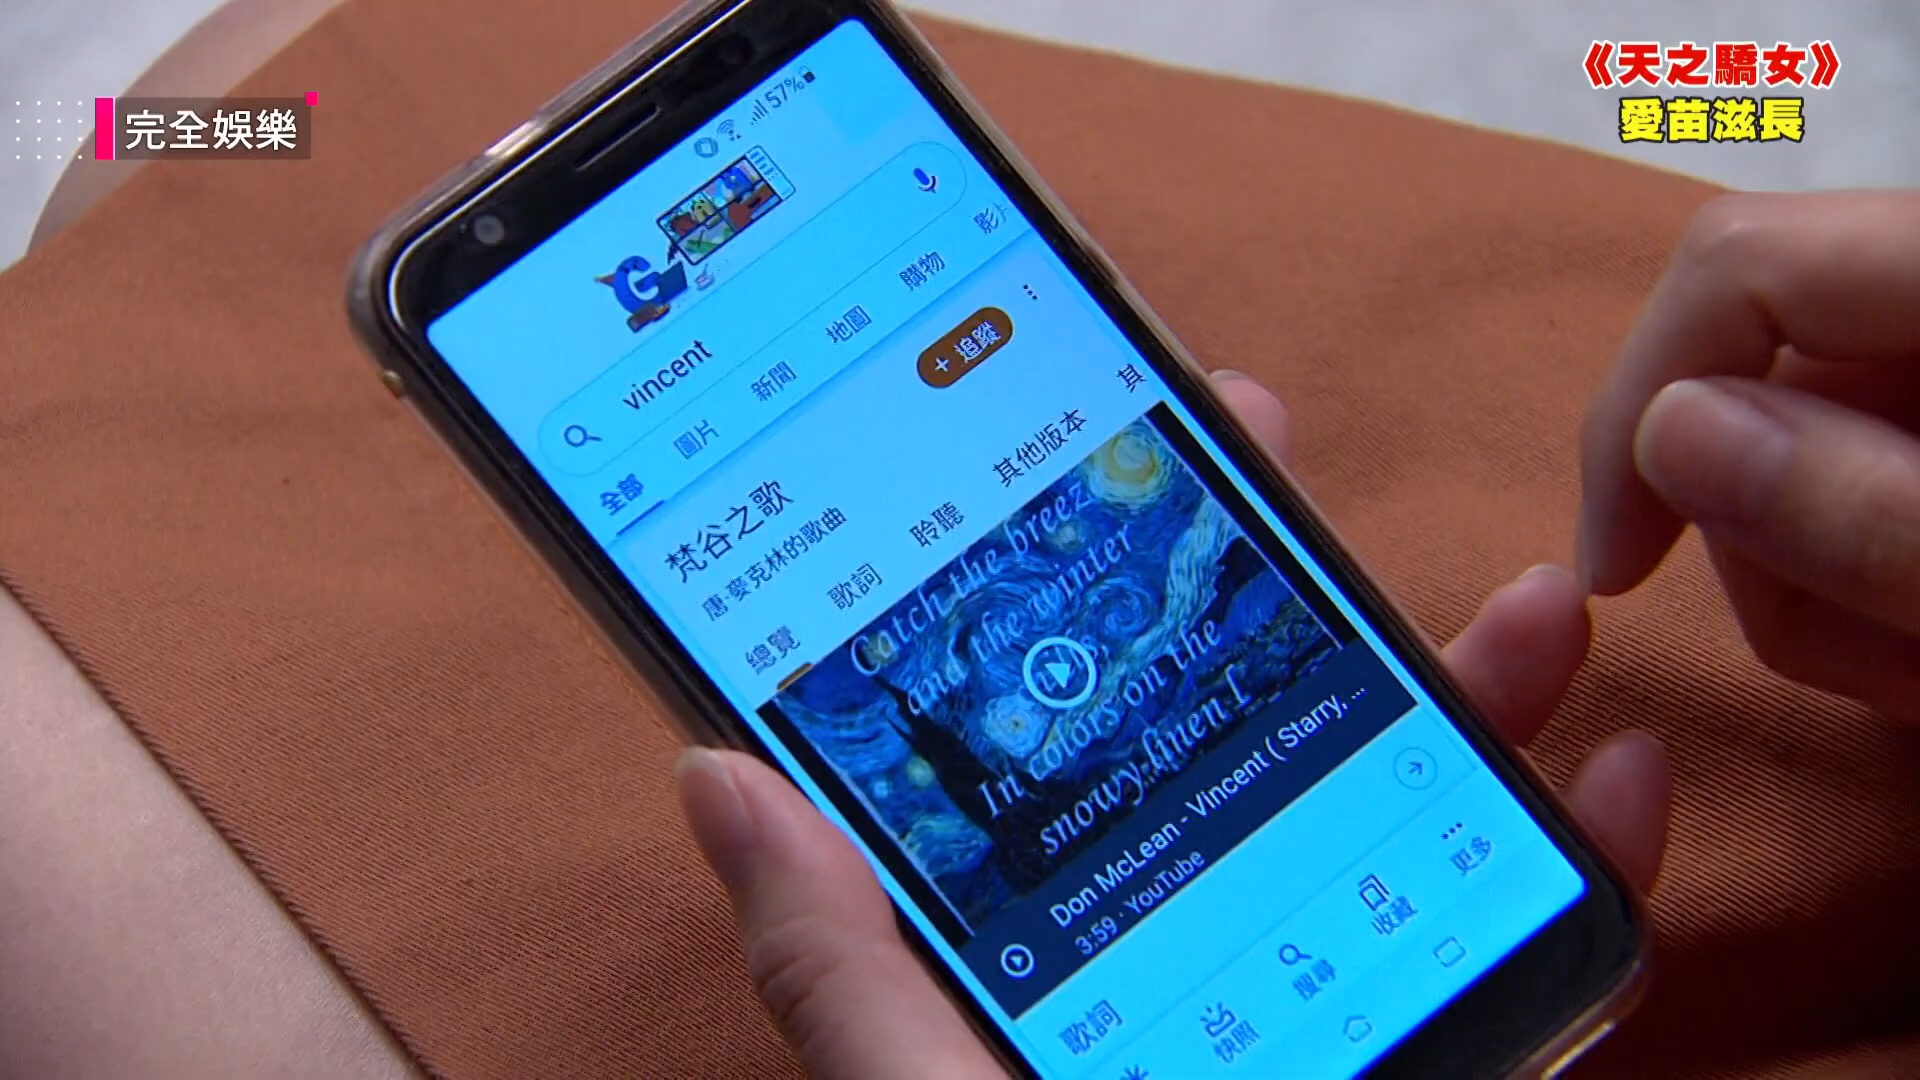 《天之驕女》
愛苗滋長
完全娛樂
57%
G
vincent
全部 圖片 新聞 地圖 購物 影片
梵谷之歌
+ 追蹤
唐·麥克林的歌曲
總覽 歌詞 聆聽 其他版本 其
Catch the breez
and the winter
In colors on the
snowy linen I
Don McLean - Vincent ( Starry, ...
3:59 · YouTube
歌詞
快照 搜尋 收藏 更多